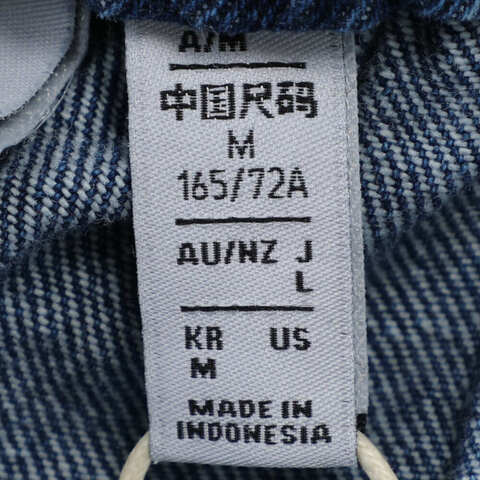 A/M
中国尺码
M
165/72A
AU/NZ J
L
KR US
M
MADE IN
INDONESIA